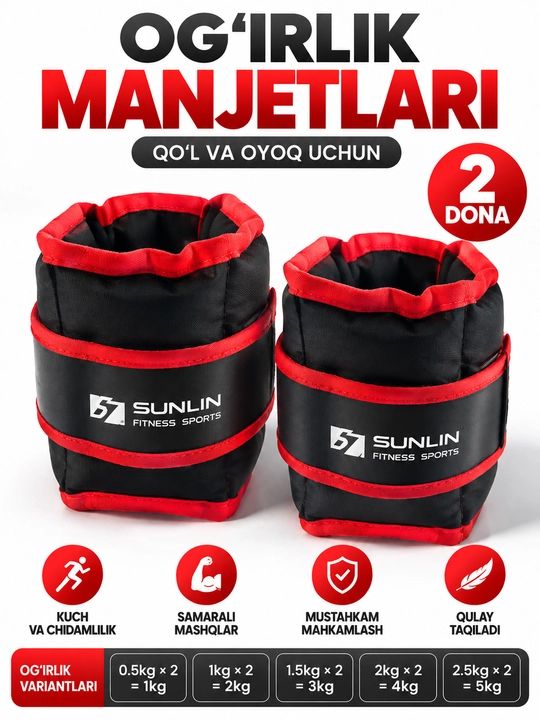 OG‘IRLIK
MANJETLARI
QO‘L VA OYOQ UCHUN
2
DONA
SUNLIN
FITNESS SPORTS
SUNLIN
FITNESS SPORTS
KUCH
VA CHIDAMLILIK
SAMARALI
MASHQLAR
MUSTAHKAM
MAHKAMLASH
QULAY
TAQILADI
OG‘IRLIK
VARIANTLARI
0.5kg × 2
= 1kg
1kg × 2
= 2kg
1.5kg × 2
= 3kg
2kg × 2
= 4kg
2.5kg × 2
= 5kg